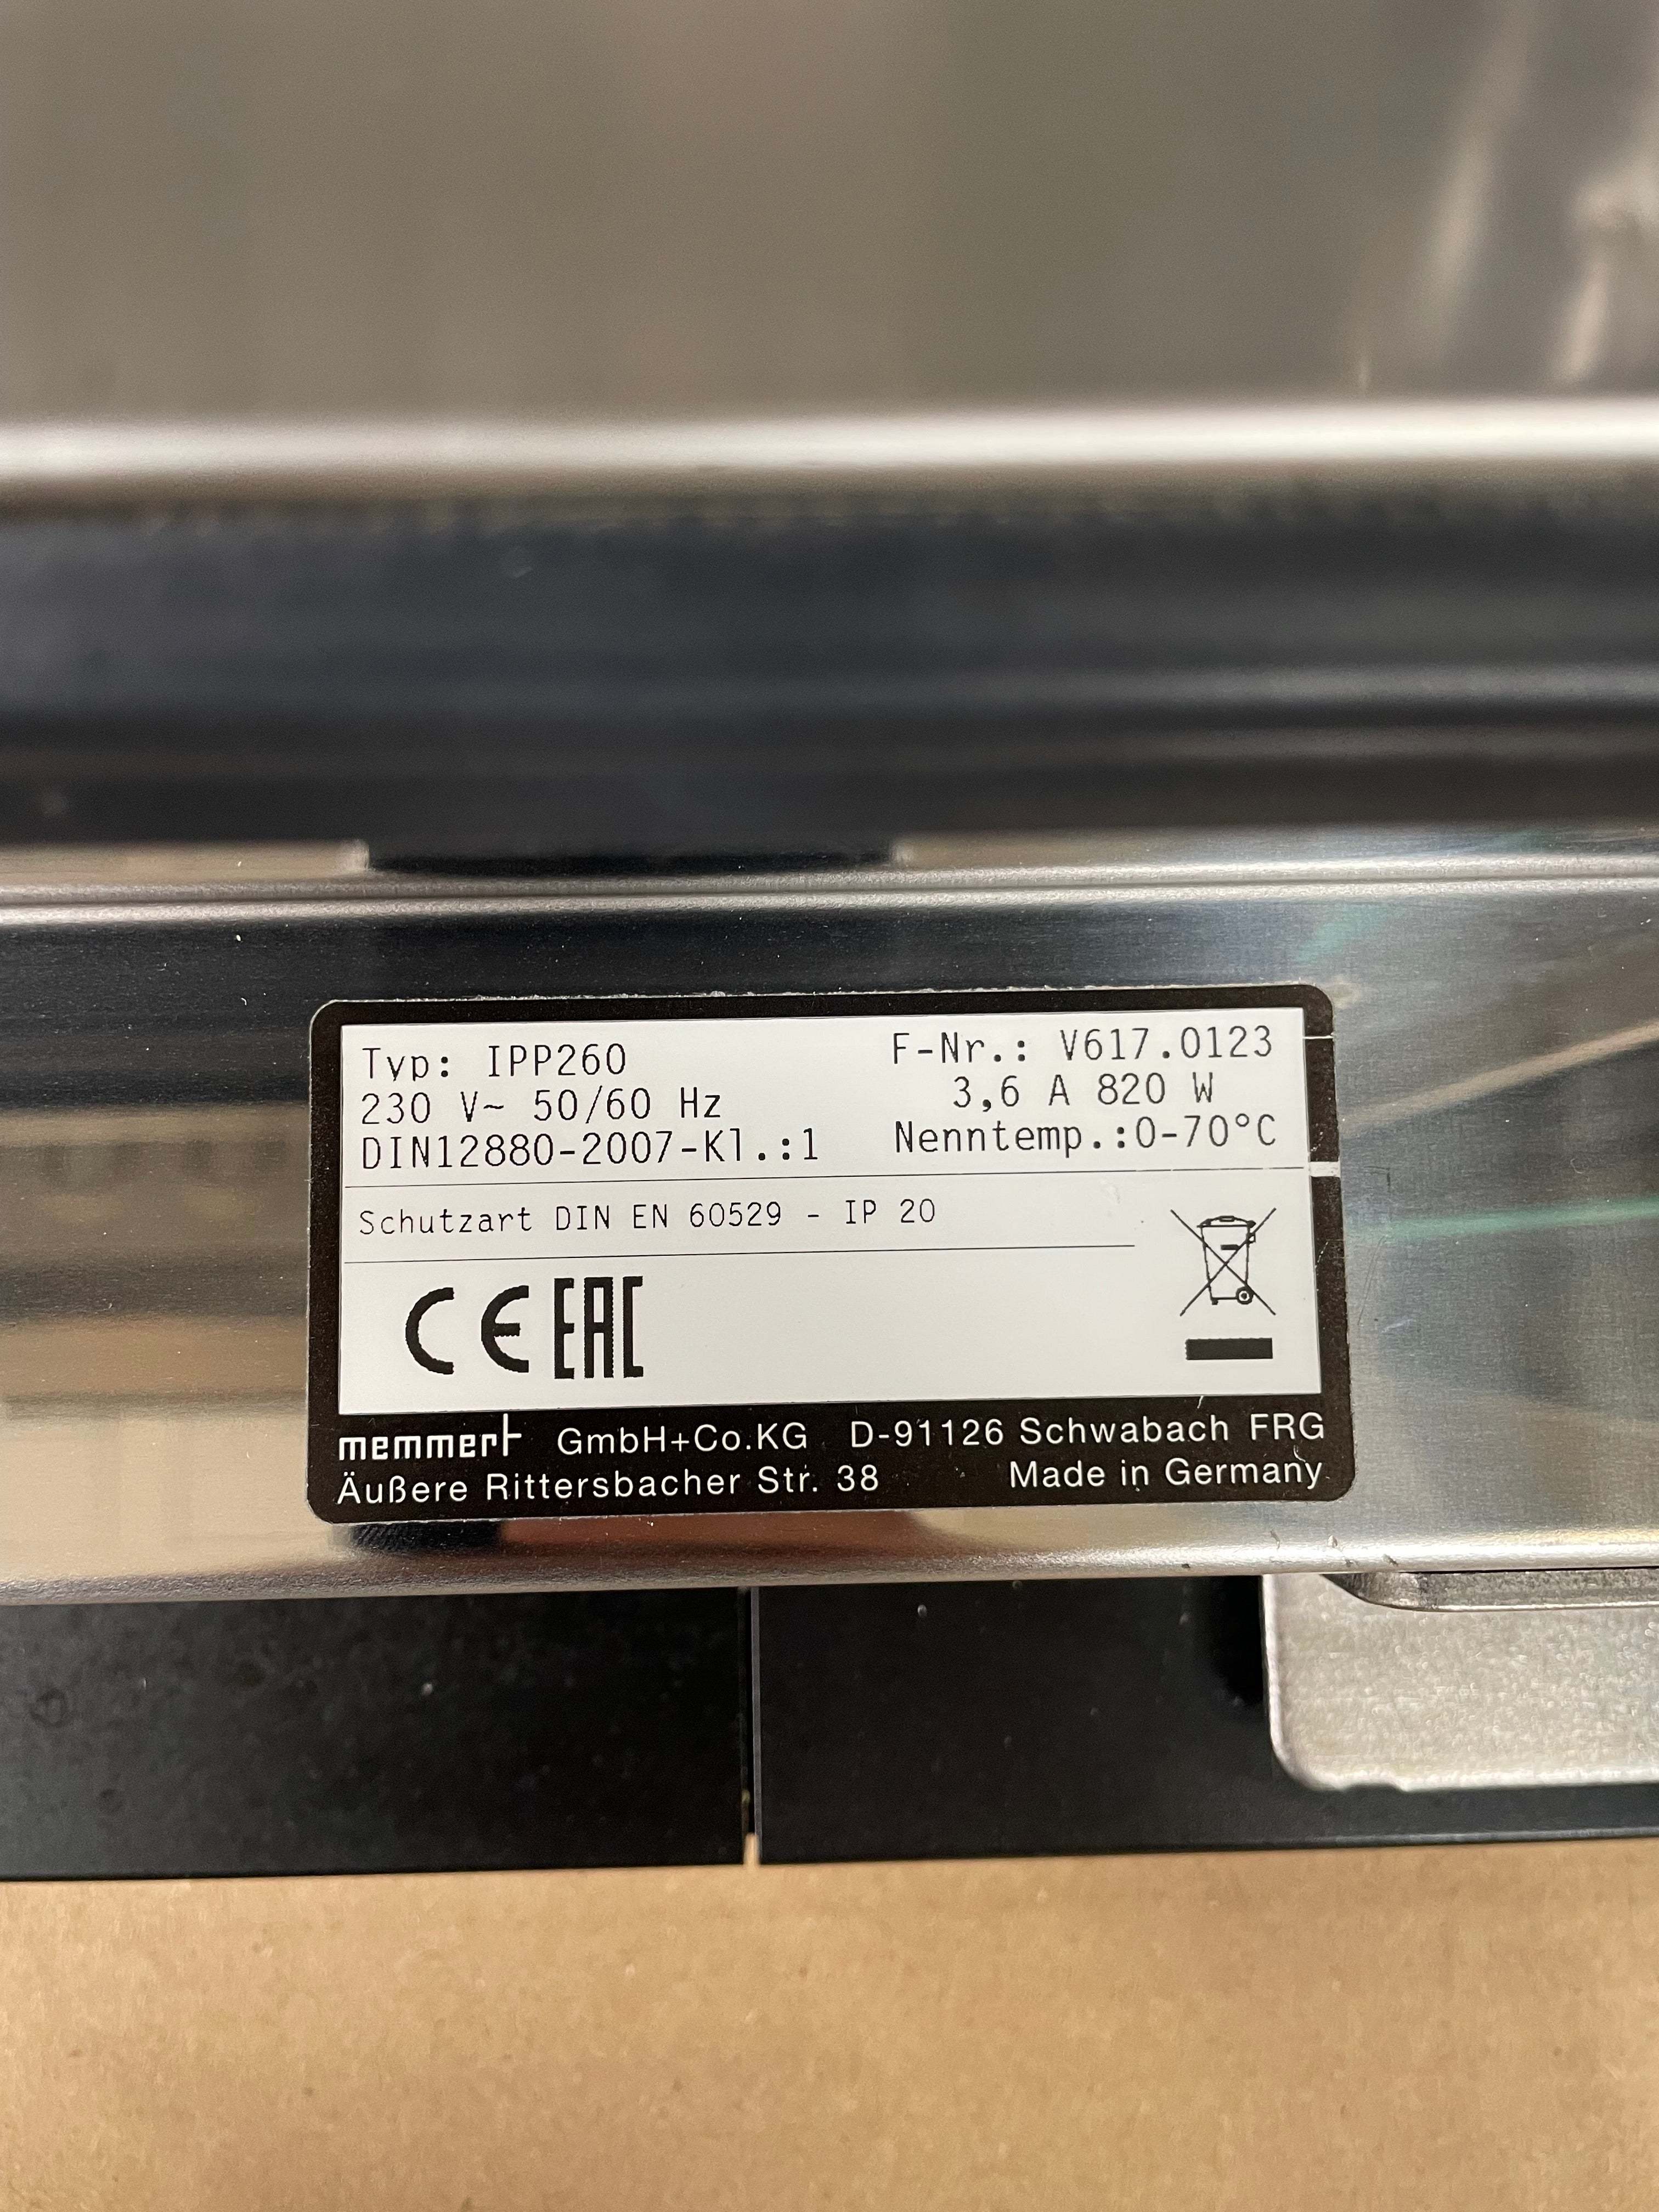 Typ: IPP260 F-Nr.: V617.0123
230 V~ 50/60 Hz 3,6 A 820 W
DIN12880-2007-Kl.:1 Nenntemp.:0-70°C
Schutzart DIN EN 60529 - IP 20
CE EAC
memmert GmbH+Co.KG D-91126 Schwabach FRG
Äußere Rittersbacher Str. 38 Made in Germany